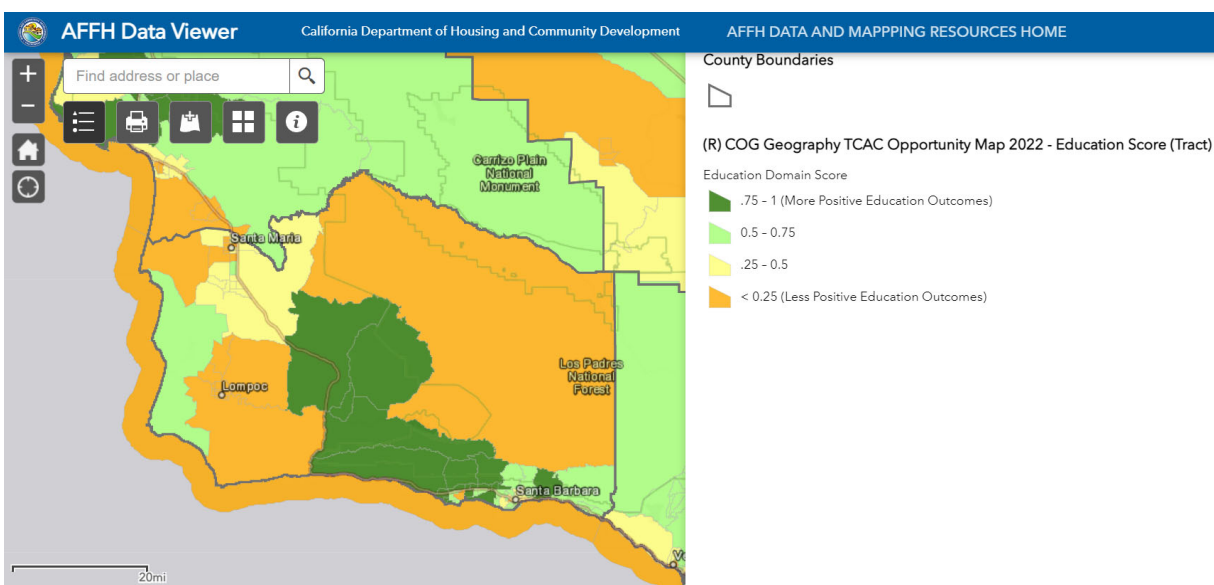 AFFH Data Viewer
California Department of Housing and Community Development
AFFH DATA AND MAPPPING RESOURCES HOME
+
Find address or place
−
County Boundaries
(R) COG Geography TCAC Opportunity Map 2022 - Education Score (Tract)
Education Domain Score
.75 - 1 (More Positive Education Outcomes)
0.5 - 0.75
.25 - 0.5
< 0.25 (Less Positive Education Outcomes)
Carrizo Plain
National
Monument
Santa Maria
Los Padres
National
Forest
Lompoc
Santa Barbara
20mi